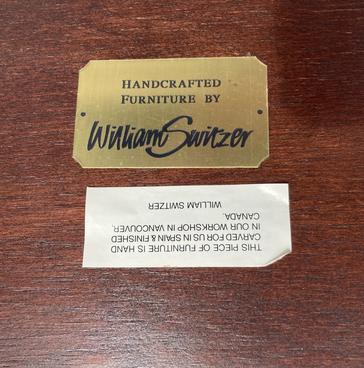 HANDCRAFTED
FURNITURE BY
William Switzer
THIS PIECE OF FURNITURE IS HAND
CARVED FOR US IN SPAIN & FINISHED
IN OUR WORKSHOP IN VANCOUVER,
CANADA.
WILLIAM SWITZER